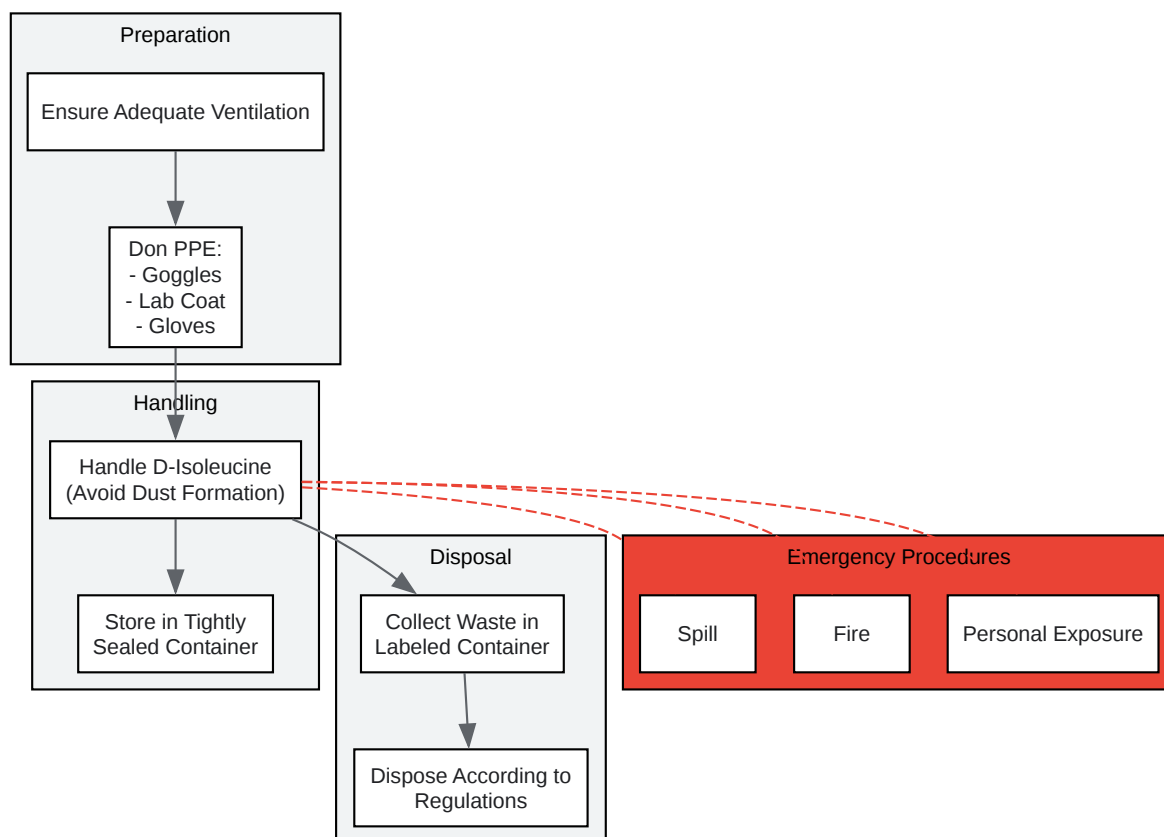 Preparation
Ensure Adequate Ventilation
Don PPE:
- Goggles
- Lab Coat
- Gloves
Handling
Handle D-Isoleucine
(Avoid Dust Formation)
Store in Tightly
Sealed Container
Disposal
Collect Waste in
Labeled Container
Dispose According to
Regulations
Emergency Procedures
Spill
Fire
Personal Exposure